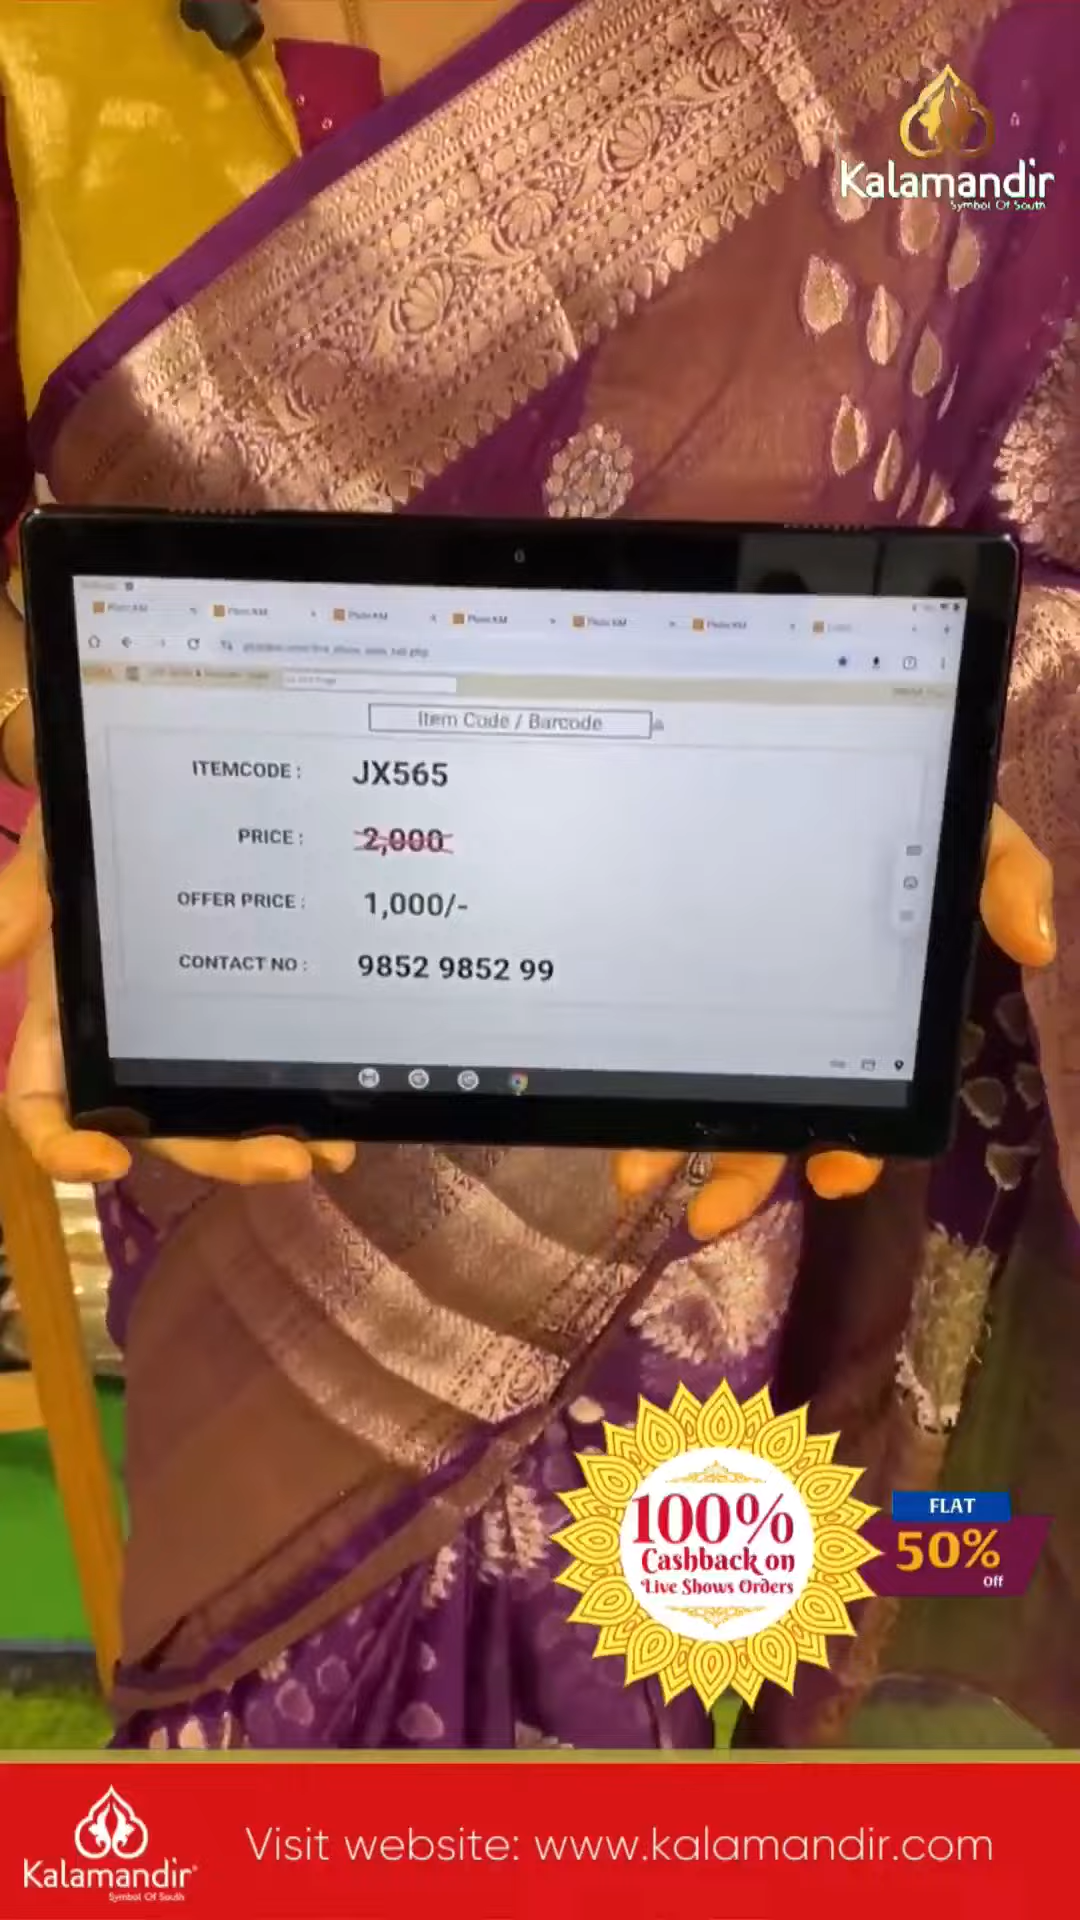 Kalamandir
Symbol Of South
Item Code / Barcode
ITEMCODE : JX565
PRICE : 2,000
OFFER PRICE : 1,000/-
CONTACT NO : 9852 9852 99
100%
Cashback on
Live Shows Orders
FLAT
50%
Off
Kalamandir
Symbol Of South
Visit website: www.kalamandir.com